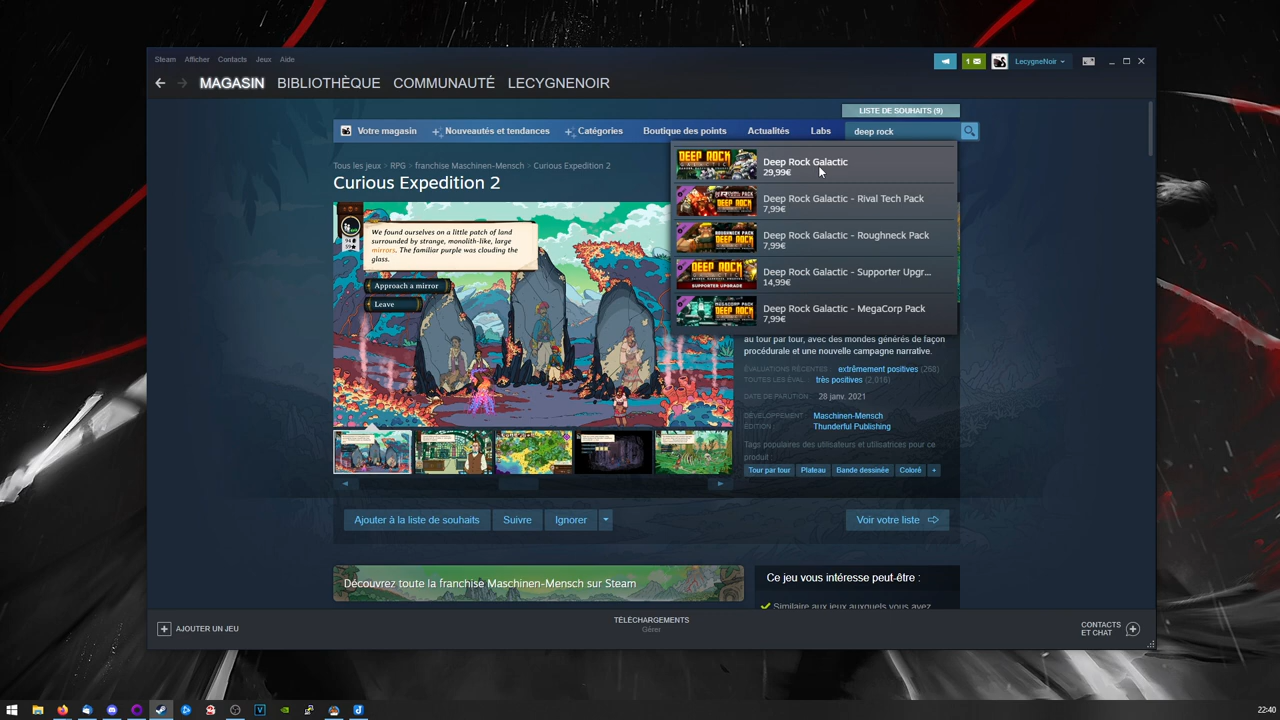 Steam Afficher Contacts Jeux Aide
1
LecygneNoir
MAGASIN BIBLIOTHÈQUE COMMUNAUTÉ LECYGNENOIR
LISTE DE SOUHAITS (9)
Votre magasin Nouveautés et tendances Catégories Boutique des points Actualités Labs deep rock
Tous les jeux > RPG > franchise Maschinen-Mensch > Curious Expedition 2
Curious Expedition 2
Deep Rock Galactic
29,99€
Deep Rock Galactic - Rival Tech Pack
7,99€
Deep Rock Galactic - Roughneck Pack
7,99€
Deep Rock Galactic - Supporter Upgr...
14,99€
Deep Rock Galactic - MegaCorp Pack
7,99€
We found ourselves on a little patch of land
surrounded by strange, monolith-like, large
mirrors. The familiar purple was clouding the
glass.
Approach a mirror
Leave
au tour par tour, avec des mondes générés de façon
procédurale et une nouvelle campagne narrative.
ÉVALUATIONS RÉCENTES : extrêmement positives (268)
TOUTES LES ÉVAL. : très positives (2,016)
DATE DE PARUTION : 28 janv. 2021
DÉVELOPPEMENT : Maschinen-Mensch
ÉDITION : Thunderful Publishing
Tags populaires des utilisateurs et utilisatrices pour ce
produit :
Tour par tour Plateau Bande dessinée Coloré +
Ajouter à la liste de souhaits Suivre Ignorer Voir votre liste
Découvrez toute la franchise Maschinen-Mensch sur Steam
Ce jeu vous intéresse peut-être :
Similaire aux jeux auxquels vous avez
AJOUTER UN JEU
TÉLÉCHARGEMENTS
Gérer
CONTACTS
ET CHAT
22:40